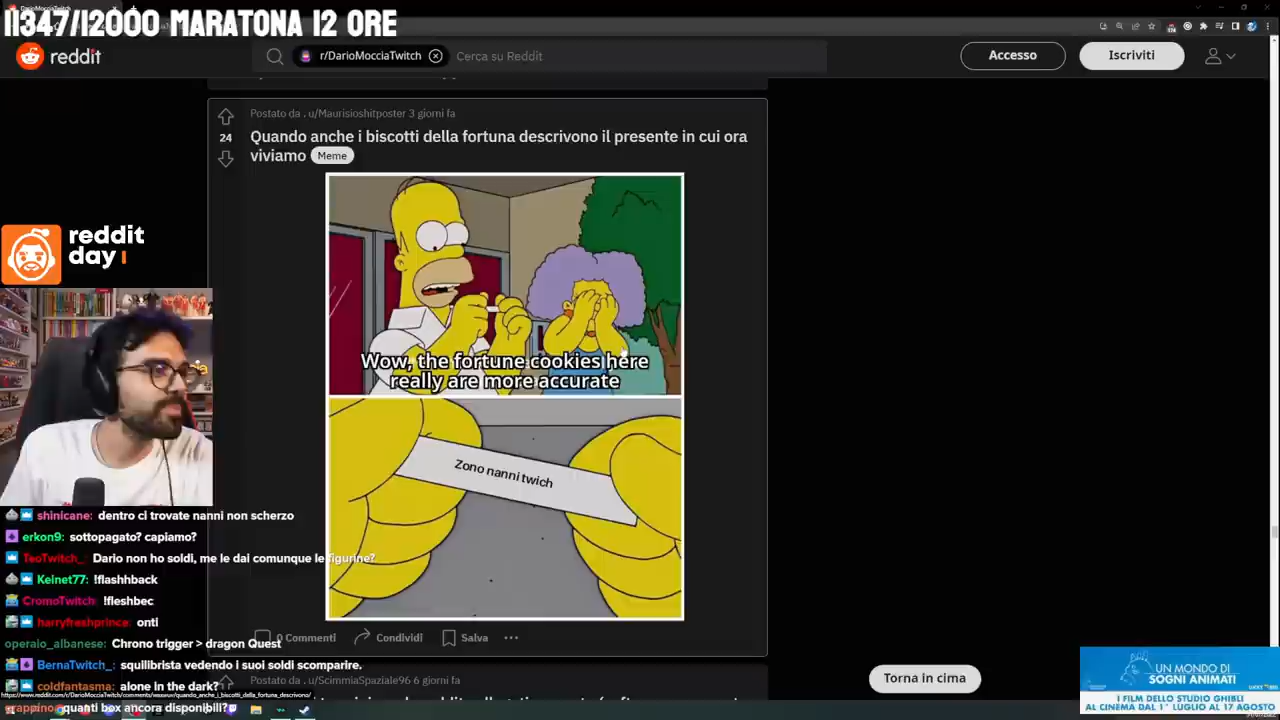 11347/12000 MARATONA 12 ORE
reddit
r/DarioMocciaTwitch
Cerca su Reddit
Accesso
Iscriviti
Postato da . u/Maurisioshitposter 3 giorni fa
24
Quando anche i biscotti della fortuna descrivono il presente in cui ora
viviamo Meme
reddit
day
Wow, the fortune cookies here
really are more accurate
Zono nanni twich
shinicane: dentro ci trovate nanni non scherzo
erkon9: sottopagato? capiamo?
TeoTwitch_: Dario non ho soldi, me le dai comunque le figurine?
Keinet77: !flashhback
CromoTwitch: !fleshbec
harryfreshprince: onti
operaio_albanese: Chrono trigger > dragon Quest
BernaTwitch_: squilibrista vedendo i suoi soldi scomparire.
coldfantasma: alone in the dark?
grappino: quanti box ancora disponibili?
0 Commenti
Condividi
Salva
u/ScimmiaSpaziale96 6 giorni fa
Torna in cima
UN MONDO DI
SOGNI ANIMATI
I FILM DELLO STUDIO GHIBLI
AL CINEMA DAL 1° LUGLIO AL 17 AGOSTO